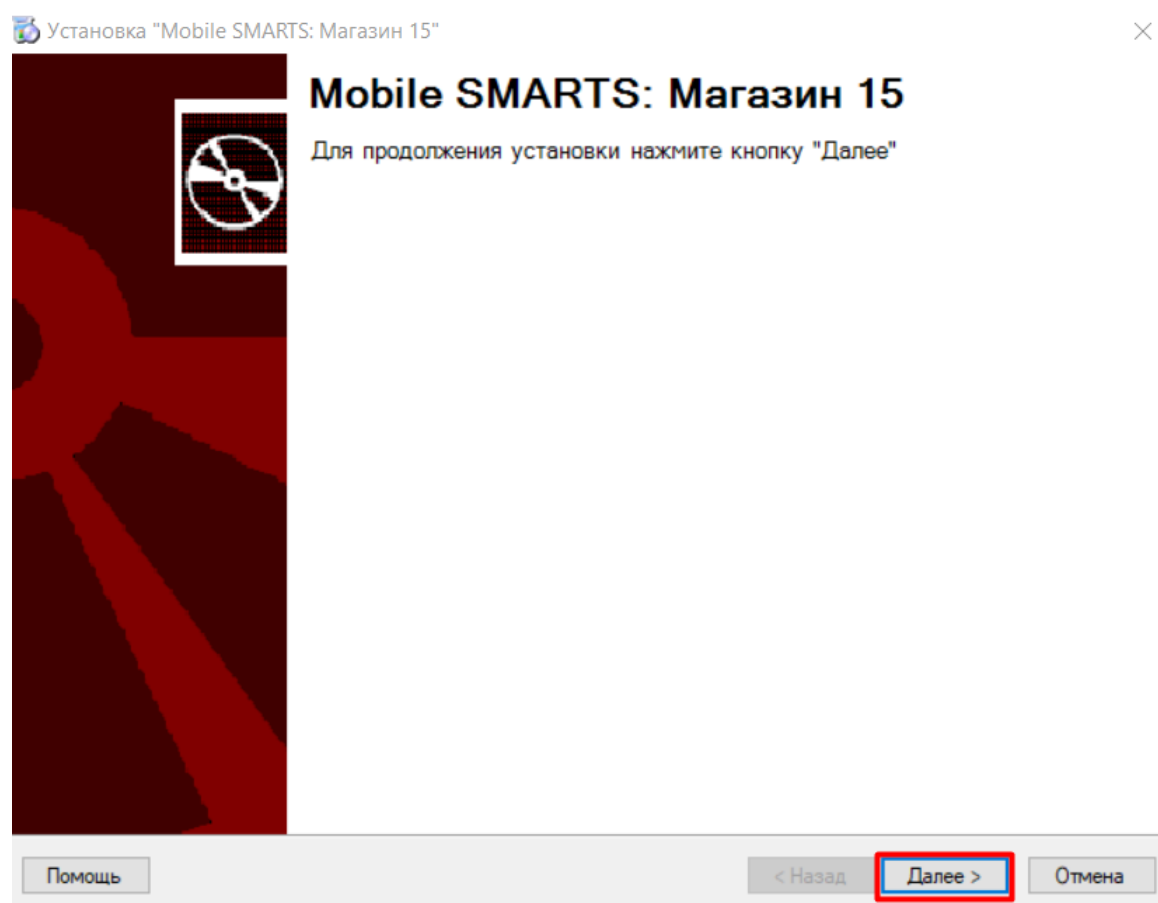 Установка "Mobile SMARTS: Магазин 15"
Mobile SMARTS: Магазин 15
Для продолжения установки нажмите кнопку "Далее"
Помощь
< Назад
Далее >
Отмена